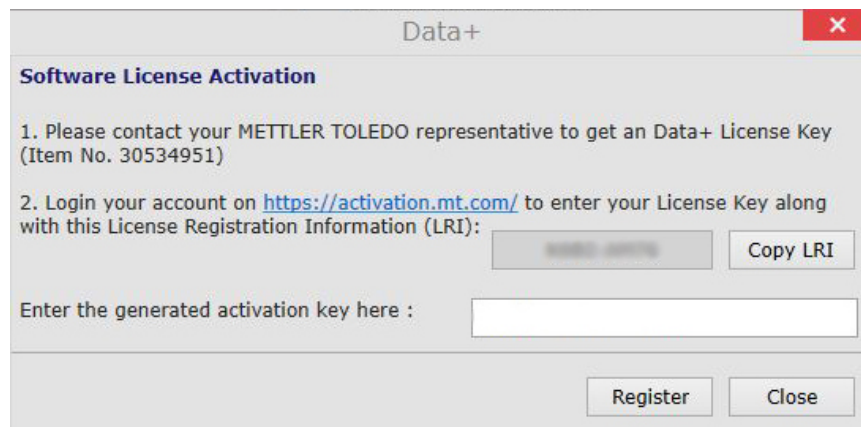 Data+
Software License Activation
1. Please contact your METTLER TOLEDO representative to get an Data+ License Key
(Item No. 30534951)
2. Login your account on https://activation.mt.com/ to enter your License Key along
with this License Registration Information (LRI):
Copy LRI
Enter the generated activation key here :
Register
Close